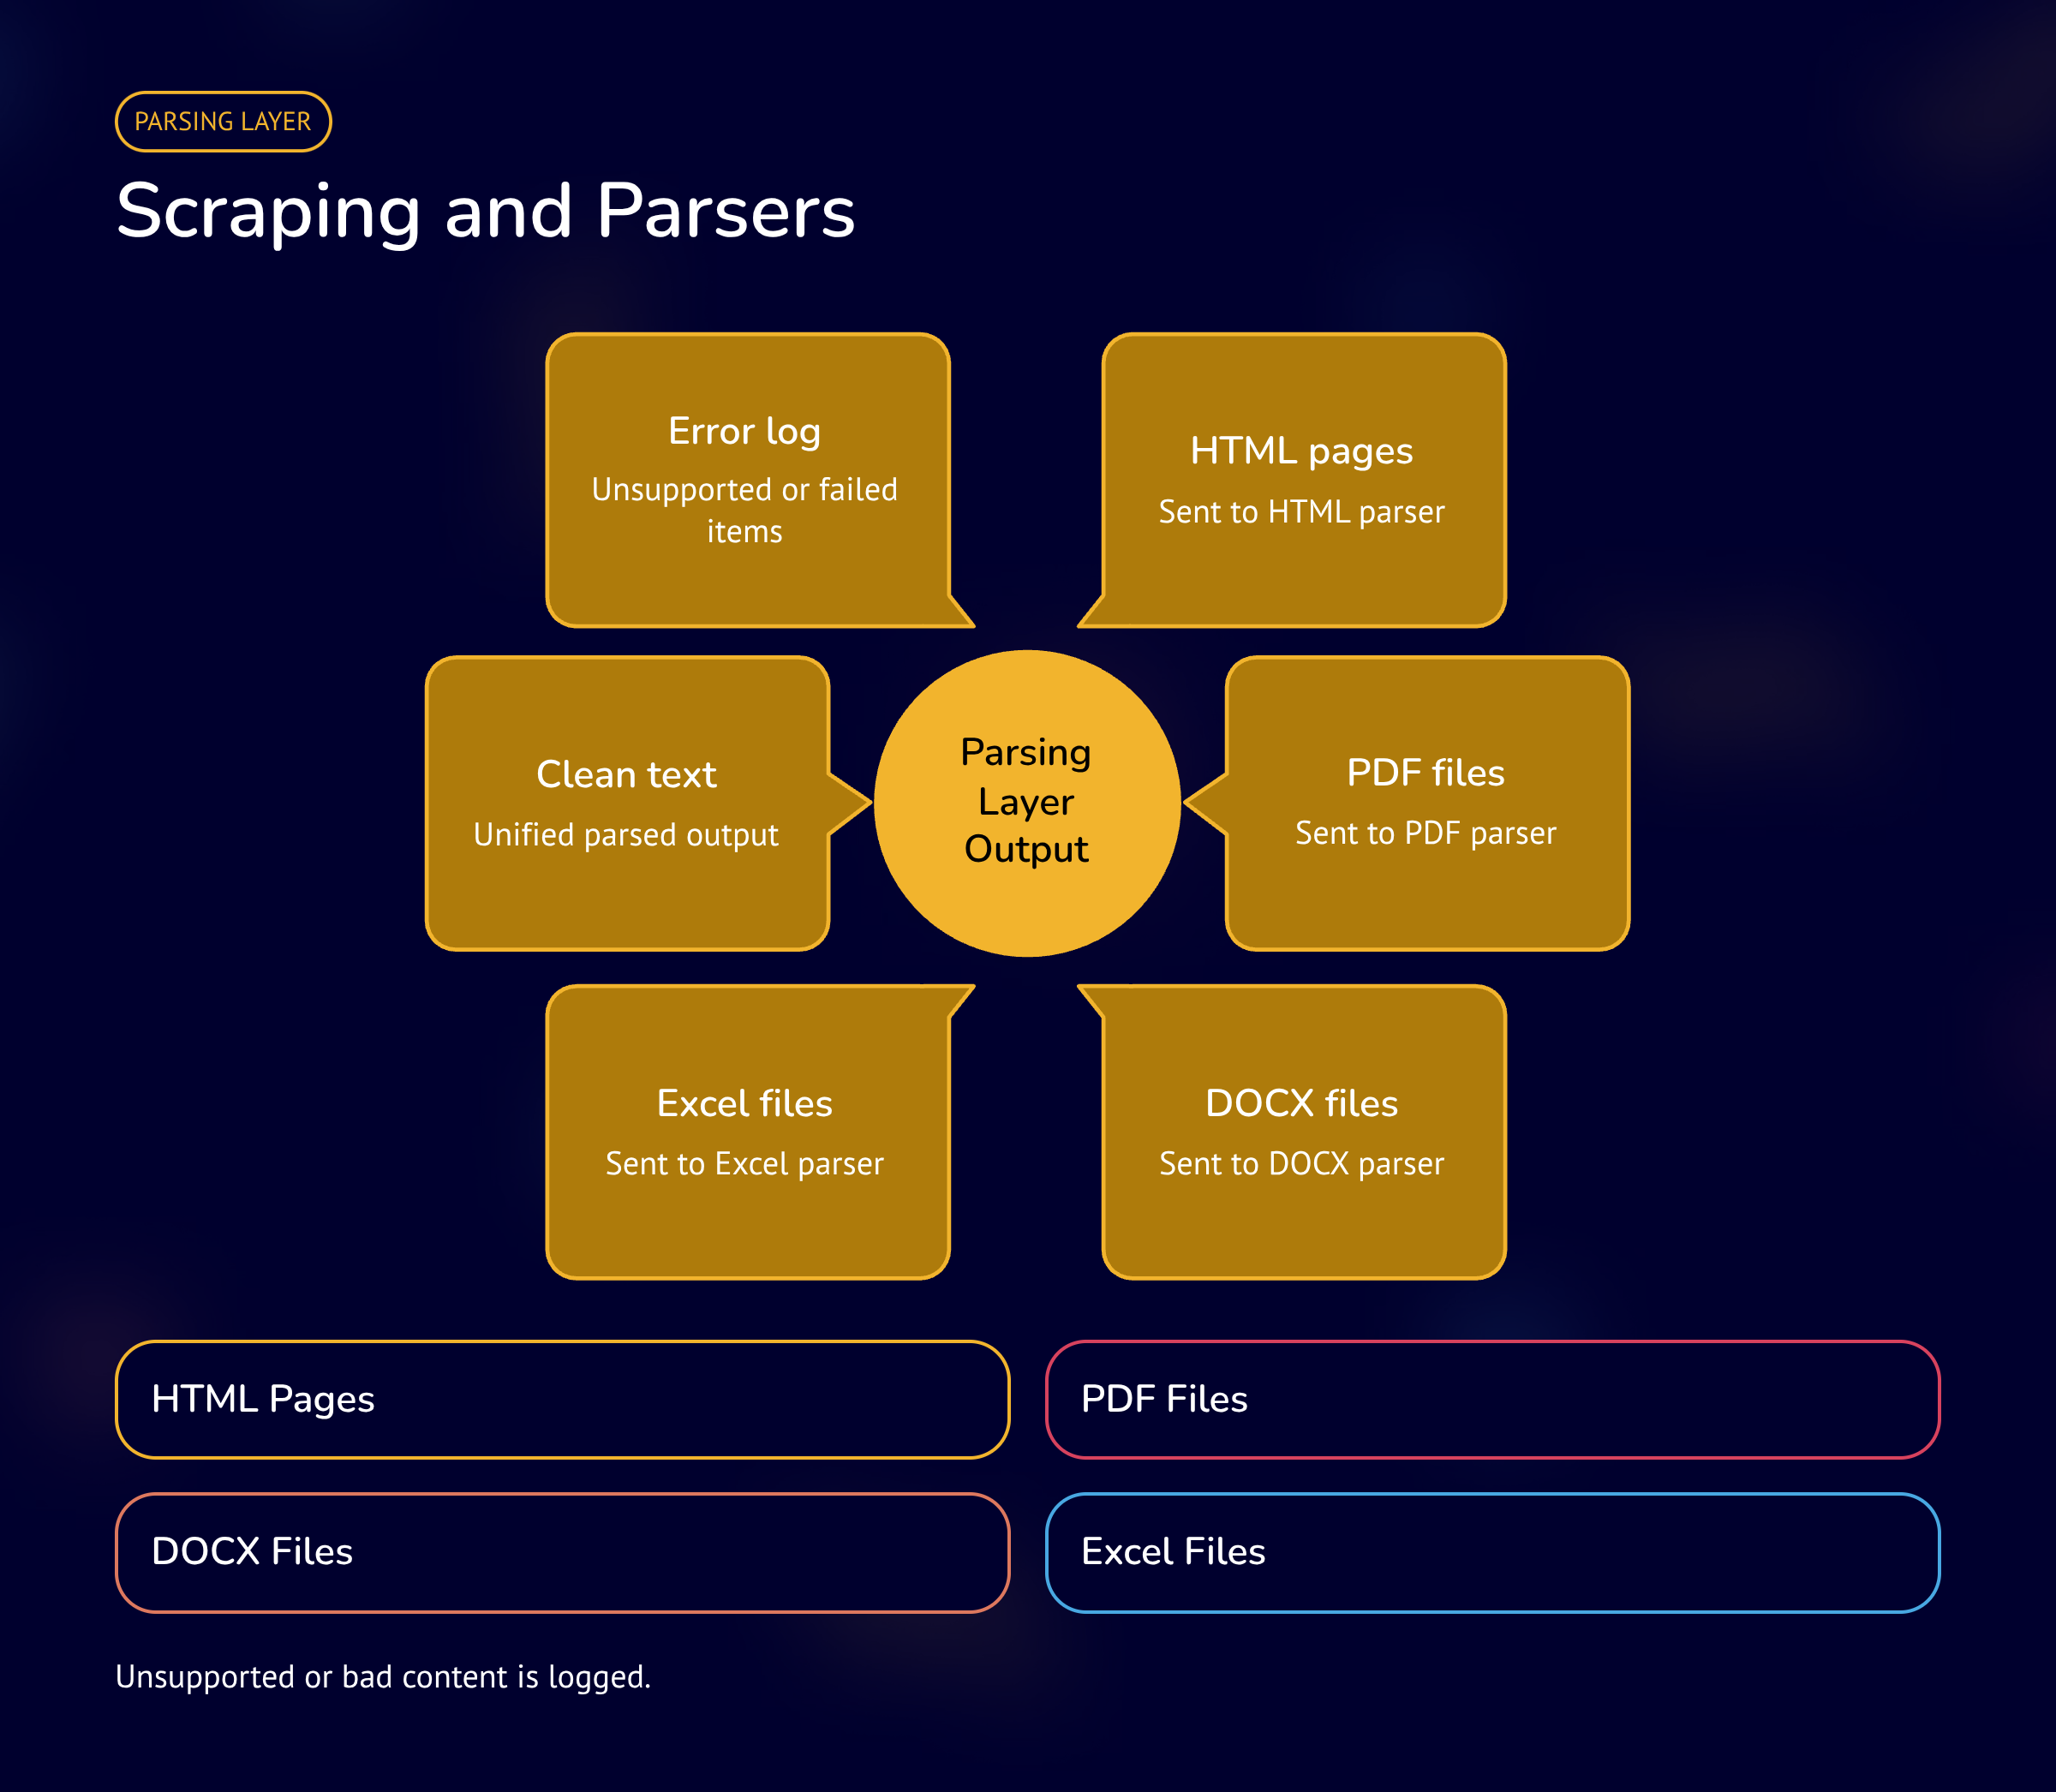 PARSING LAYER
Scraping and Parsers
Error log
Unsupported or failed
items
HTML pages
Sent to HTML parser
Clean text
Unified parsed output
Parsing
Layer
Output
PDF files
Sent to PDF parser
Excel files
Sent to Excel parser
DOCX files
Sent to DOCX parser
HTML Pages
PDF Files
DOCX Files
Excel Files
Unsupported or bad content is logged.